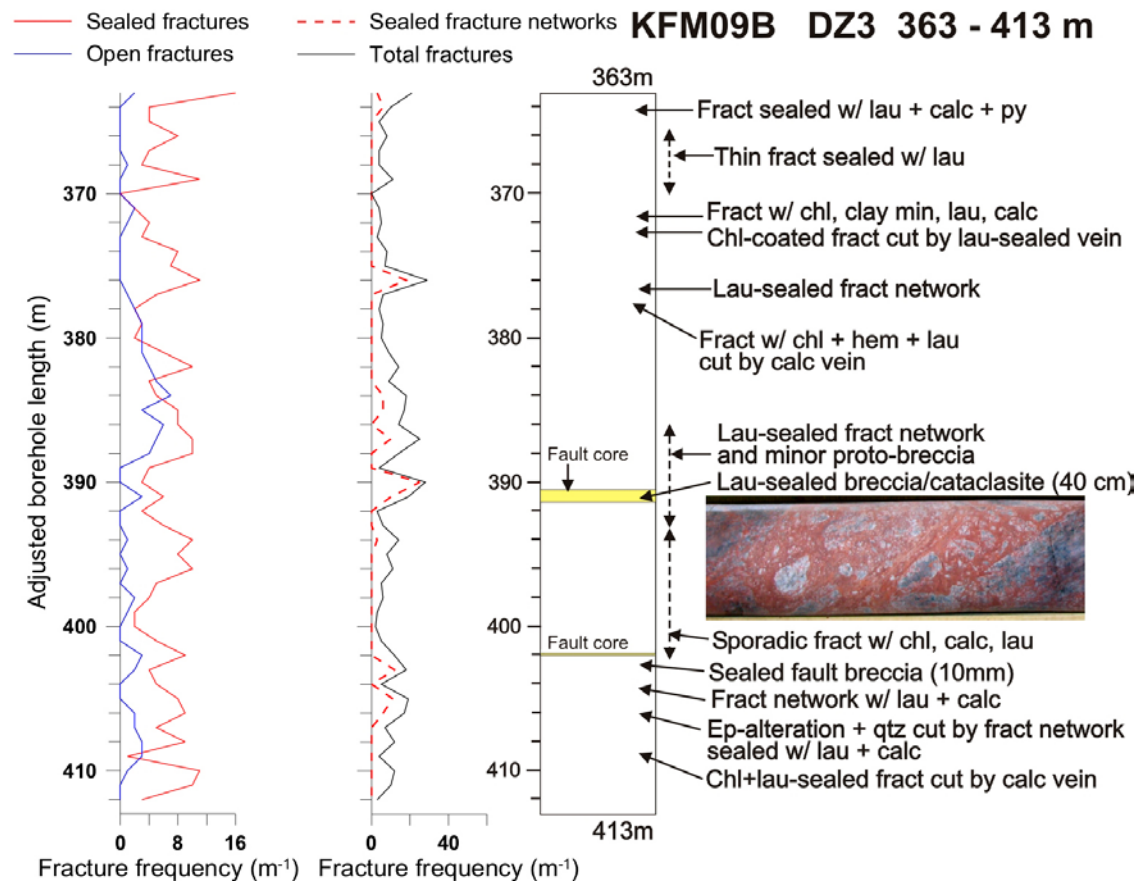 Sealed fractures
Sealed fracture networks
KFM09B DZ3 363 - 413 m
Open fractures
Total fractures
363m
Fract sealed w/ lau + calc + py
Thin fract sealed w/ lau
370
370
Fract w/ chl, clay min, lau, calc
Chl-coated fract cut by lau-sealed vein
Lau-sealed fract network
380
380
Fract w/ chl + hem + lau
cut by calc vein
Adjusted borehole length (m)
Lau-sealed fract network
and minor proto-breccia
Fault core
390
390
Lau-sealed breccia/cataclasite (40 cm)
400
400
Fault core
Sporadic fract w/ chl, calc, lau
Sealed fault breccia (10mm)
Fract network w/ lau + calc
Ep-alteration + qtz cut by fract network
sealed w/ lau + calc
410
410
Chl+lau-sealed fract cut by calc vein
413m
0 8 16
0 40
Fracture frequency (m⁻¹)
Fracture frequency (m⁻¹)